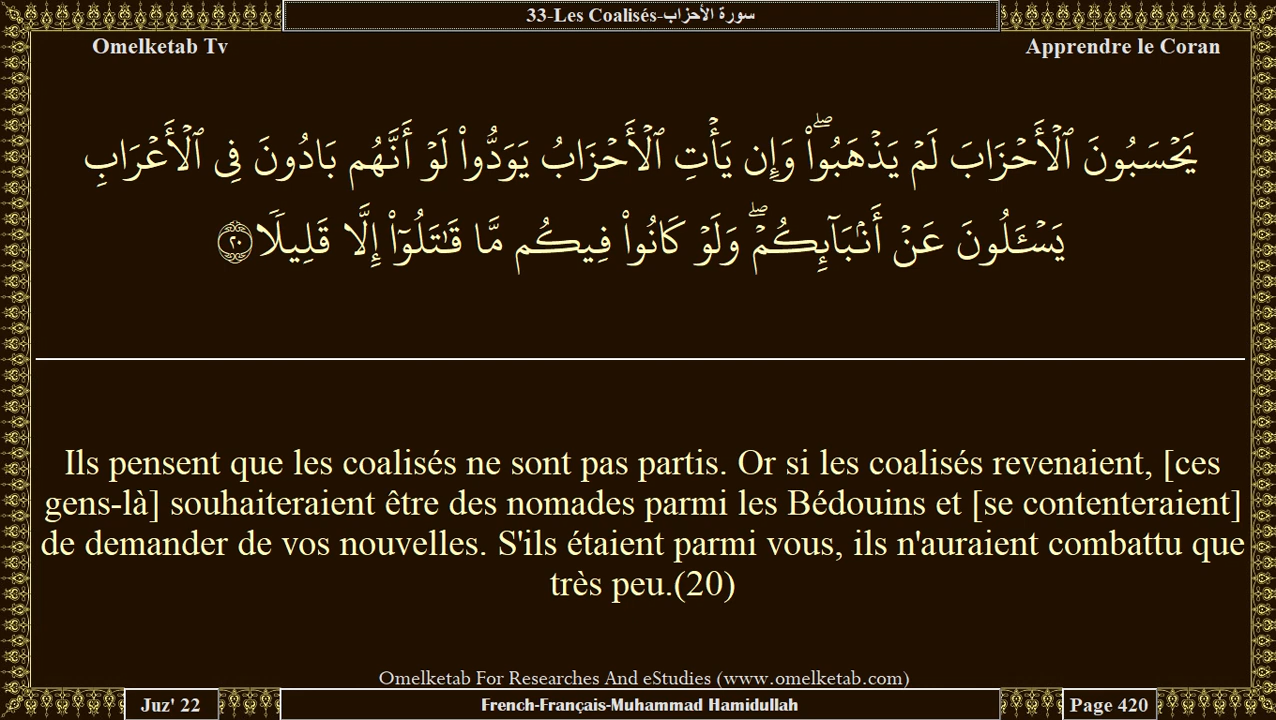 33-Les Coalisés-سورة الأحزاب
Omelketab Tv
Apprendre le Coran
يَحۡسَبُونَ ٱلۡأَحۡزَابَ لَمۡ يَذۡهَبُواْۖ وَإِن يَأۡتِ ٱلۡأَحۡزَابُ يَوَدُّواْ لَوۡ أَنَّهُم بَادُونَ فِي ٱلۡأَعۡرَابِ
يَسۡـَٔلُونَ عَنۡ أَنۢبَآئِكُمۡۖ وَلَوۡ كَانُواْ فِيكُم مَّا قَٰتَلُوٓاْ إِلَّا قَلِيلٗا ٢٠
Ils pensent que les coalisés ne sont pas partis. Or si les coalisés revenaient, [ces
gens-là] souhaiteraient être des nomades parmi les Bédouins et [se contenteraient]
de demander de vos nouvelles. S'ils étaient parmi vous, ils n'auraient combattu que
très peu.(20)
Omelketab For Researches And eStudies (www.omelketab.com)
Juz' 22
French-Français-Muhammad Hamidullah
Page 420